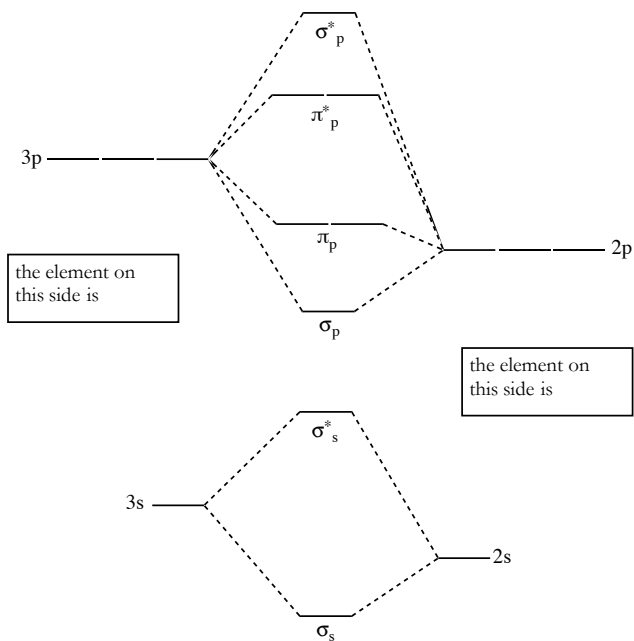 σ*p
π*p
3p
πp
2p
the element on
this side is
σp
the element on
this side is
σ*s
3s
2s
σs